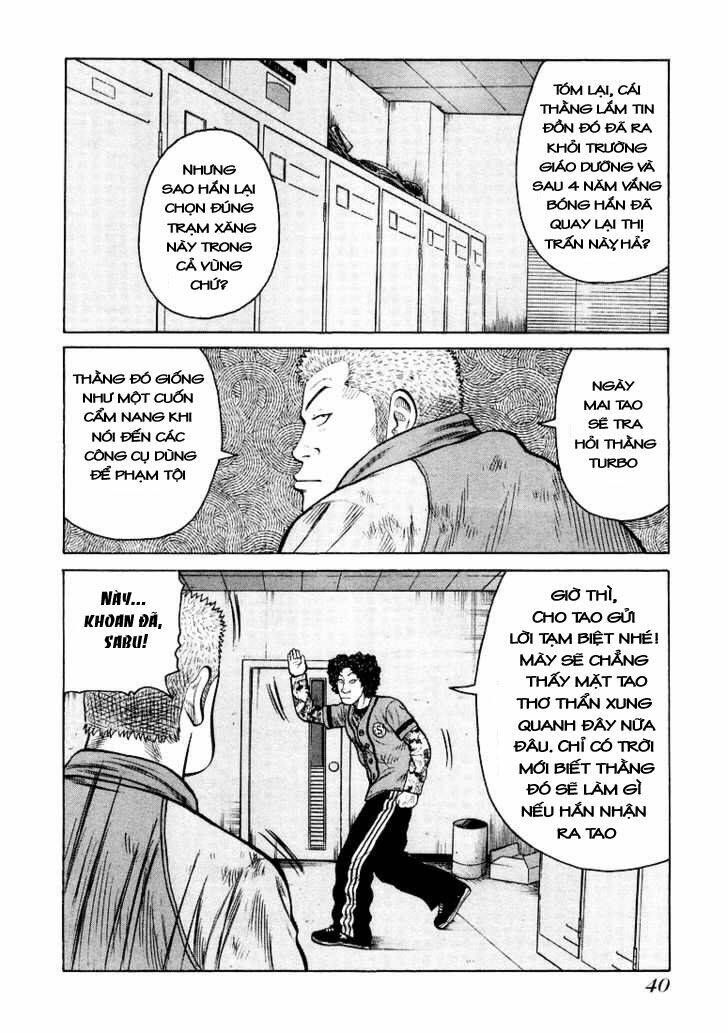 TÓM LẠI, CÁI
THẰNG LẮM TIN
ĐỒN ĐÓ ĐÃ RA
KHỎI TRƯỜNG
GIÁO DƯỠNG VÀ
SAU 4 NĂM VẮNG
BÓNG HẮN ĐÃ
QUAY LẠI THỊ
TRẤN NÀY, HẢ?
NHƯNG
SAO HẮN LẠI
CHỌN ĐÚNG
TRẠM XĂNG
NÀY TRONG
CẢ VÙNG
CHỨ?
NGÀY
MAI TAO
SẼ TRA
HỎI THẰNG
TURBO
THẰNG ĐÓ GIỐNG
NHƯ MỘT CUỐN
CẨM NANG KHI
NÓI ĐẾN CÁC
CÔNG CỤ DÙNG
ĐỂ PHẠM TỘI
GIỜ THÌ,
CHO TAO GỬI
LỜI TẠM BIỆT NHÉ!
MÀY SẼ CHẲNG
THẤY MẶT TAO
THƠ THẨN XUNG
QUANH ĐÂY NỮA
ĐÂU. CHỈ CÓ TRỜI
MỚI BIẾT THẰNG
ĐÓ SẼ LÀM GÌ
NẾU HẮN NHẬN
RA TAO
NÀY...
KHOAN ĐÃ,
SABU!
40